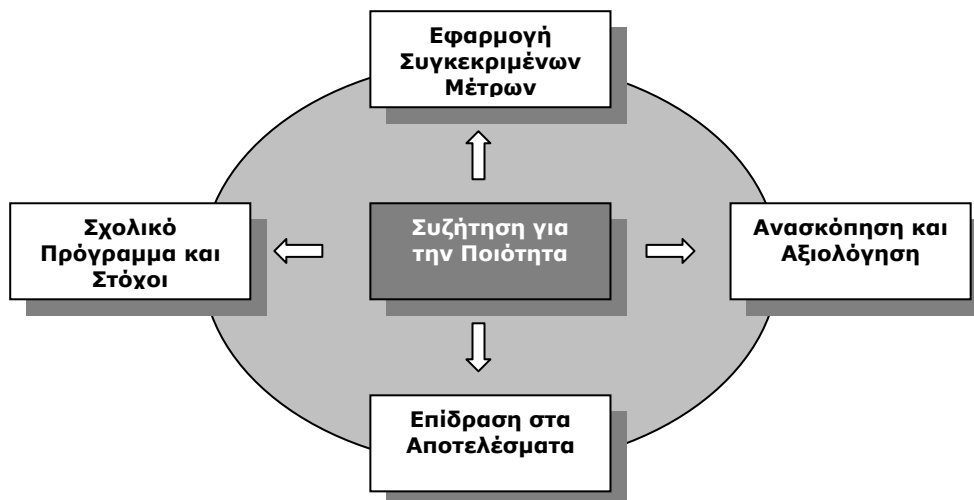 Εφαρμογή
Συγκεκριμένων
Μέτρων
Σχολικό
Πρόγραμμα και
Στόχοι
Συζήτηση για
την Ποιότητα
Ανασκόπηση και
Αξιολόγηση
Επίδραση στα
Αποτελέσματα